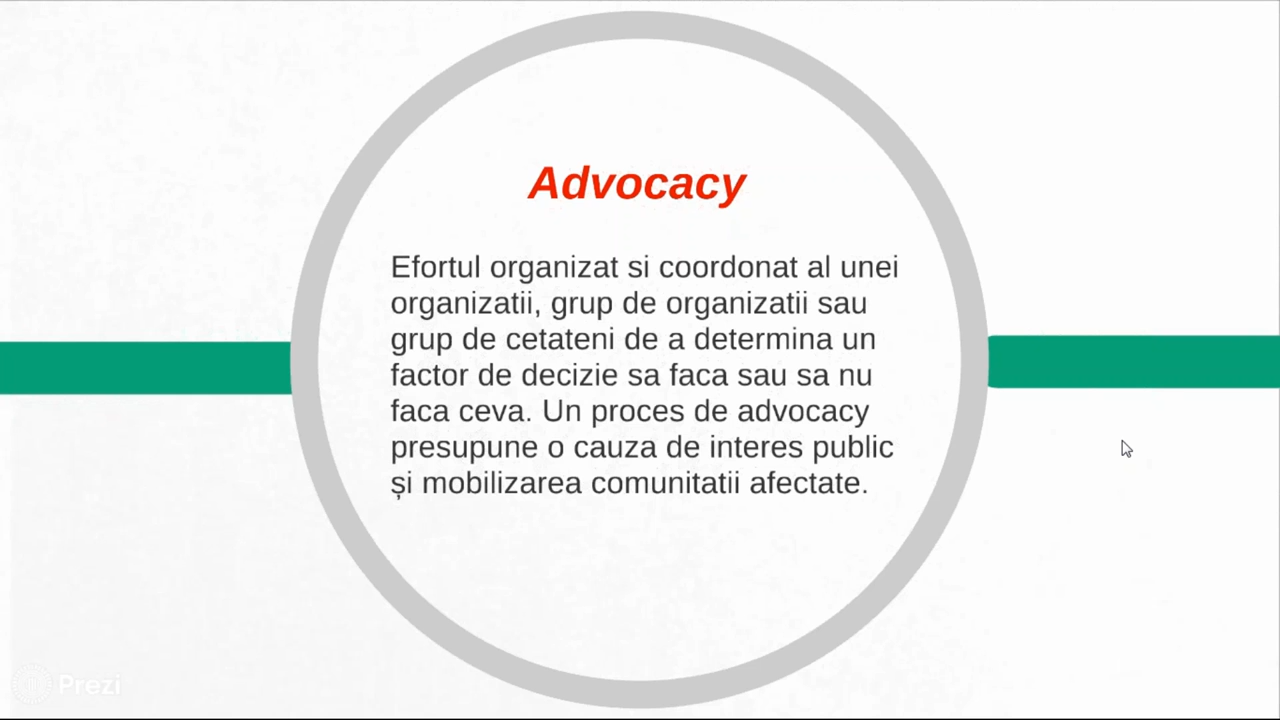 Advocacy
Efortul organizat si coordonat al unei
organizatii, grup de organizatii sau
grup de cetateni de a determina un
factor de decizie sa faca sau sa nu
faca ceva. Un proces de advocacy
presupune o cauza de interes public
și mobilizarea comunitatii afectate.
Prezi